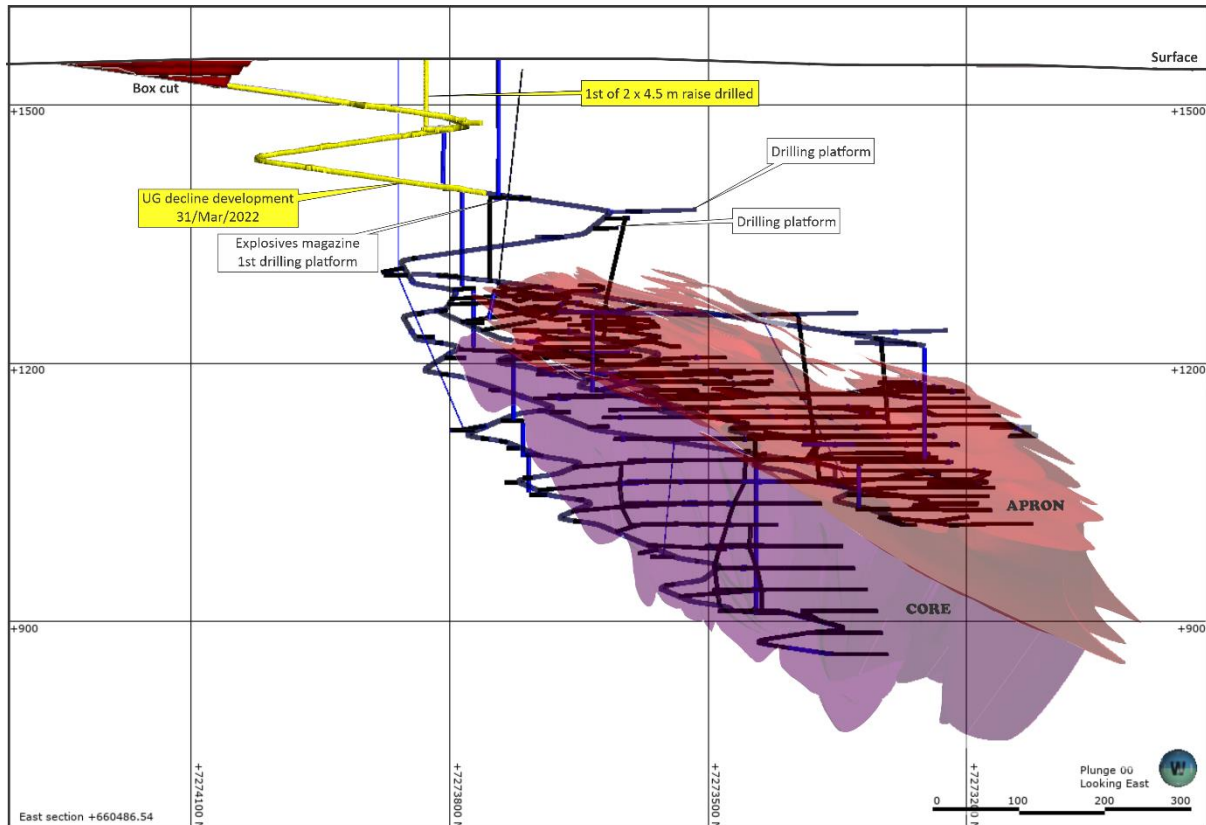 Surface
Box cut
+1500
1st of 2 x 4.5 m raise drilled
+1500
Drilling platform
UG decline development
31/Mar/2022
Drilling platform
Explosives magazine
1st drilling platform
+1200
+1200
APRON
CORE
+900
+900
+7274100 N
+7273800 N
+7273500 N
+7273200 N
Plunge 00
Looking East
W
0 100 200 300
East section +660486.54